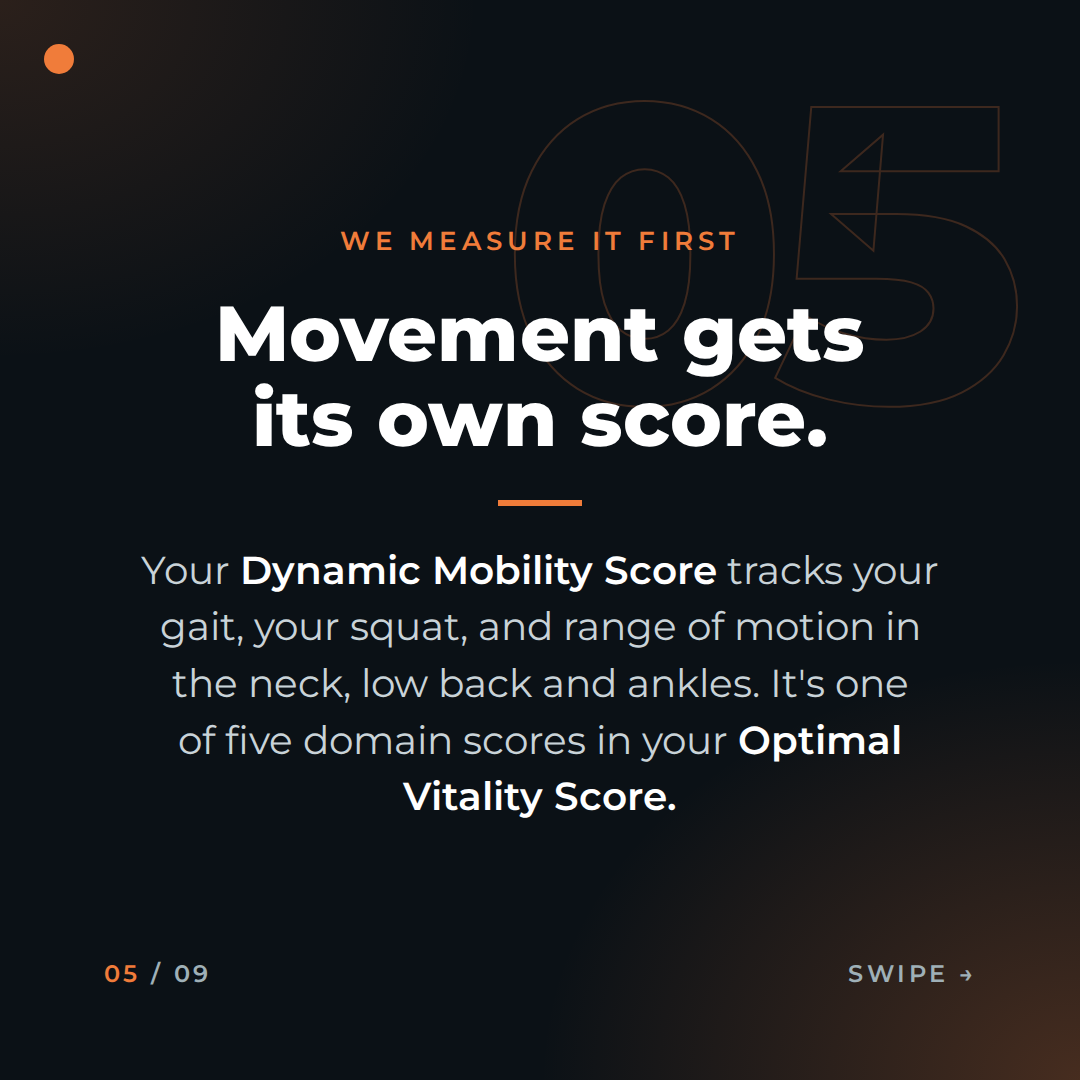 05
WE MEASURE IT FIRST
Movement gets
its own score.
Your Dynamic Mobility Score tracks your
gait, your squat, and range of motion in
the neck, low back and ankles. It's one
of five domain scores in your Optimal
Vitality Score.
05 / 09
SWIPE →